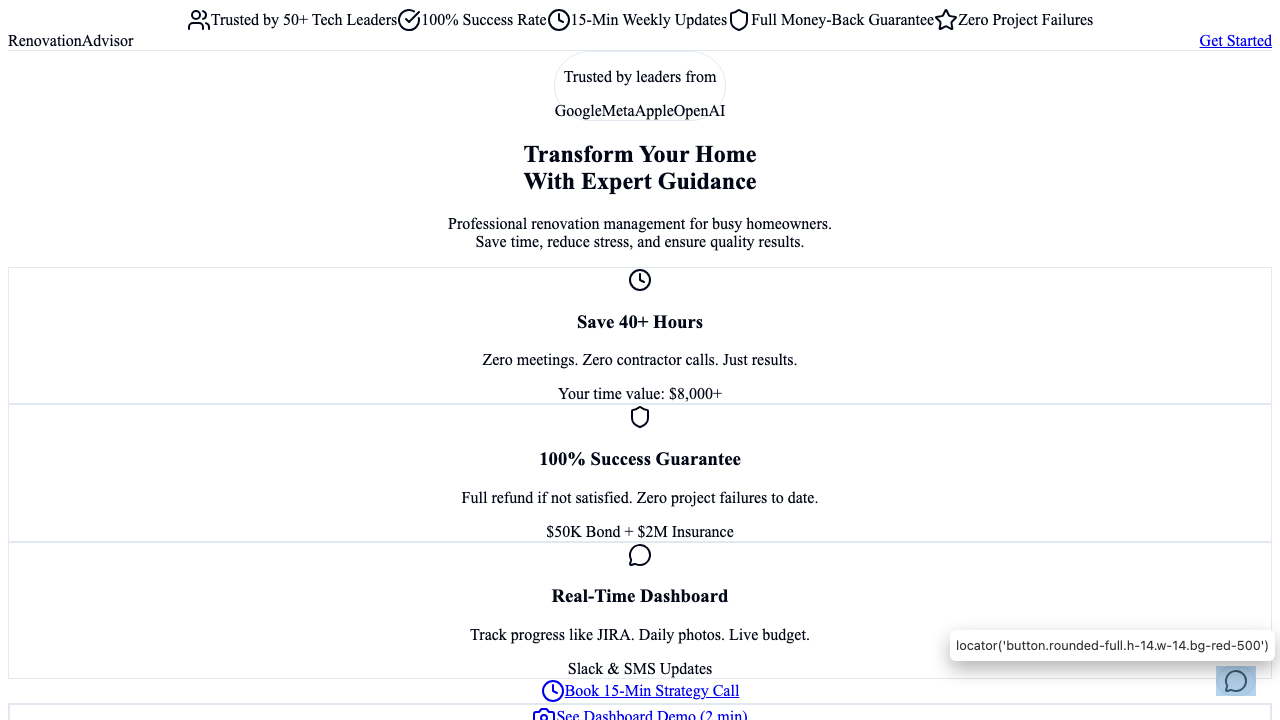 Trusted by 50+ Tech Leaders 100% Success Rate 15-Min Weekly Updates Full Money-Back Guarantee Zero Project Failures
RenovationAdvisor Get Started
Trusted by leaders from
GoogleMetaAppleOpenAI
Transform Your Home
With Expert Guidance
Professional renovation management for busy homeowners.
Save time, reduce stress, and ensure quality results.
Save 40+ Hours
Zero meetings. Zero contractor calls. Just results.
Your time value: $8,000+
100% Success Guarantee
Full refund if not satisfied. Zero project failures to date.
$50K Bond + $2M Insurance
Real-Time Dashboard
Track progress like JIRA. Daily photos. Live budget.
locator('button.rounded-full.h-14.w-14.bg-red-500')
Slack & SMS Updates
Book 15-Min Strategy Call
See Dashboard Demo (2 min)